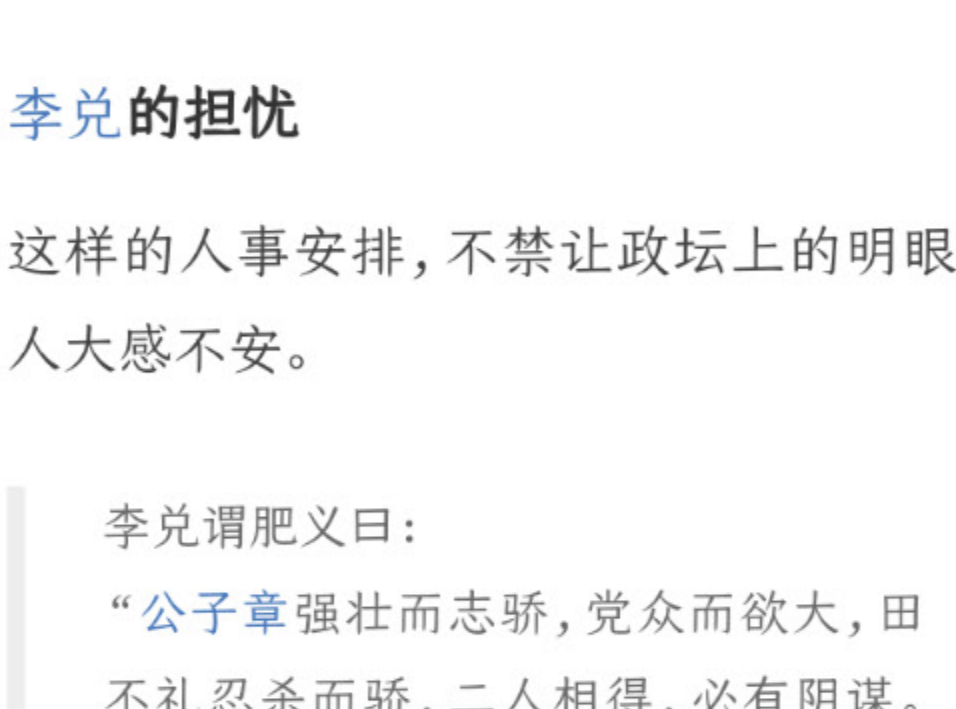 李兑的担忧
这样的人事安排，不禁让政坛上的明眼
人大感不安。
李兑谓肥义曰：
“公子章强壮而志骄，党众而欲大，田
不礼忍杀而骄，二人相得，必有阴谋。